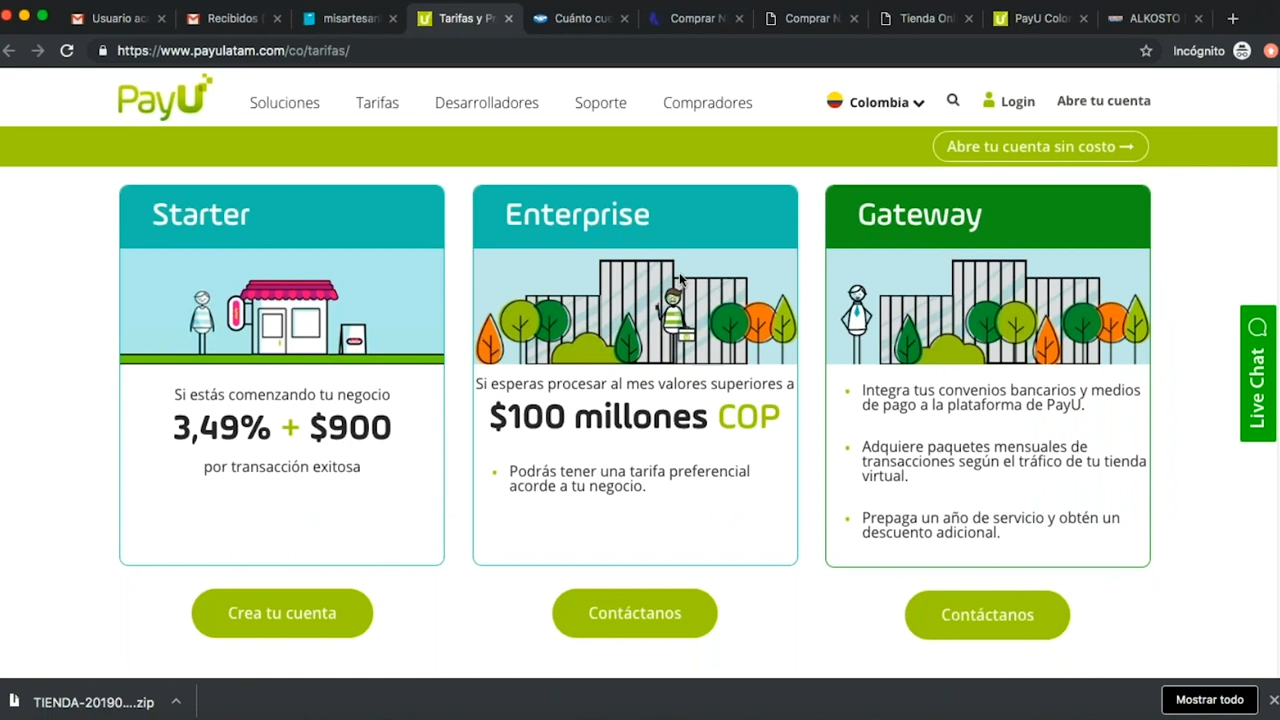 Usuario ac
Recibidos
misartesan
Tarifas y Pr
Cuánto cue
Comprar N
Comprar N
Tienda Onl
PayU Colo
ALKOSTO
https://www.payulatam.com/co/tarifas/
Incógnito
PayU
Soluciones
Tarifas
Desarrolladores
Soporte
Compradores
Colombia
Login
Abre tu cuenta
Abre tu cuenta sin costo →
Starter
Si estás comenzando tu negocio
3,49% + $900
por transacción exitosa
Crea tu cuenta
Enterprise
Si esperas procesar al mes valores superiores a
$100 millones COP
Podrás tener una tarifa preferencial
acorde a tu negocio.
Contáctanos
Gateway
Integra tus convenios bancarios y medios
de pago a la plataforma de PayU.
Adquiere paquetes mensuales de
transacciones según el tráfico de tu tienda
virtual.
Prepaga un año de servicio y obtén un
descuento adicional.
Contáctanos
Live Chat
TIENDA-20190....zip
Mostrar todo